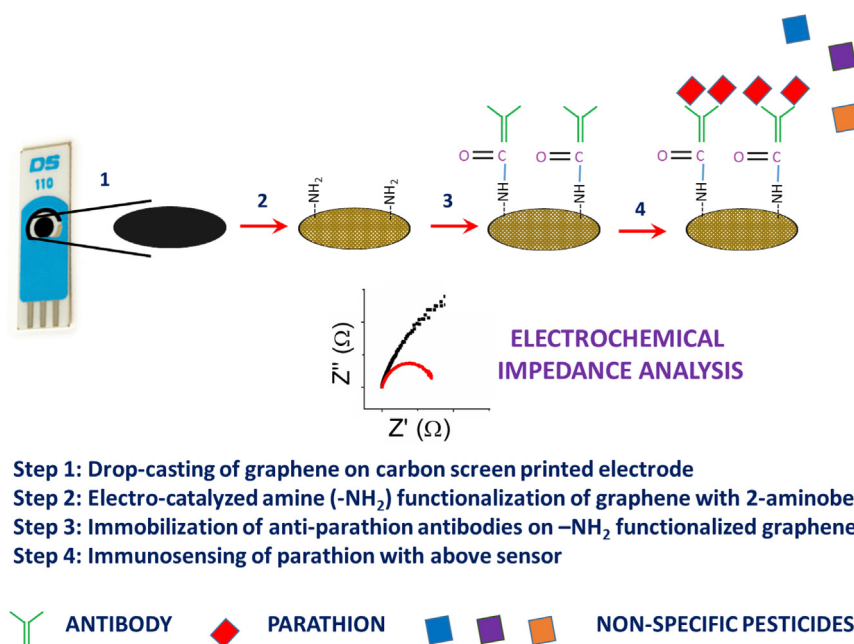 DS
110
1
2
3
4
NH2
NH2
O
C
NH
O
C
NH
O
C
NH
O
C
NH
Z'' (Ω)
Z' (Ω)
ELECTROCHEMICAL
IMPEDANCE ANALYSIS
Step 1: Drop-casting of graphene on carbon screen printed electrode
Step 2: Electro-catalyzed amine (-NH2) functionalization of graphene with 2-aminobe
Step 3: Immobilization of anti-parathion antibodies on –NH2 functionalized graphene
Step 4: Immunosensing of parathion with above sensor
ANTIBODY PARATHION NON-SPECIFIC PESTICIDES